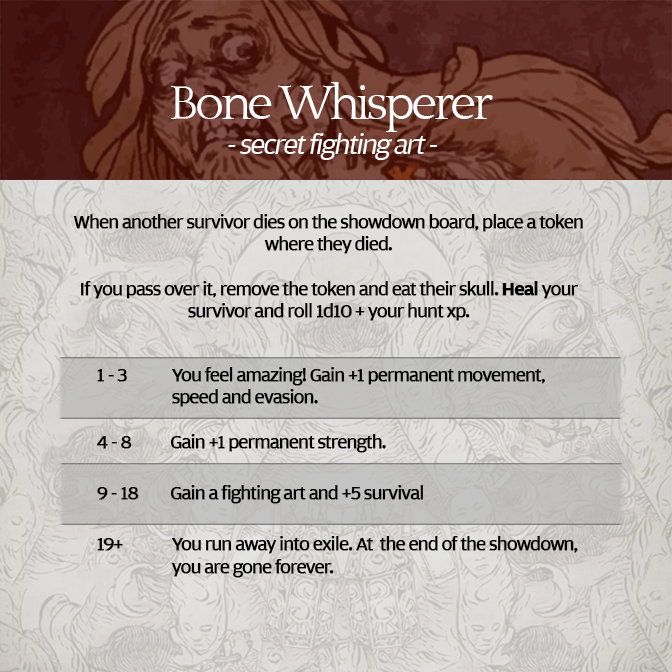 Bone Whisperer
- secret fighting art -
When another survivor dies on the showdown board, place a token
where they died.
If you pass over it, remove the token and eat their skull. Heal your
survivor and roll 1d10 + your hunt xp.
1 - 3 You feel amazing! Gain +1 permanent movement,
speed and evasion.
4 - 8 Gain +1 permanent strength.
9 - 18 Gain a fighting art and +5 survival
19+ You run away into exile. At the end of the showdown,
you are gone forever.